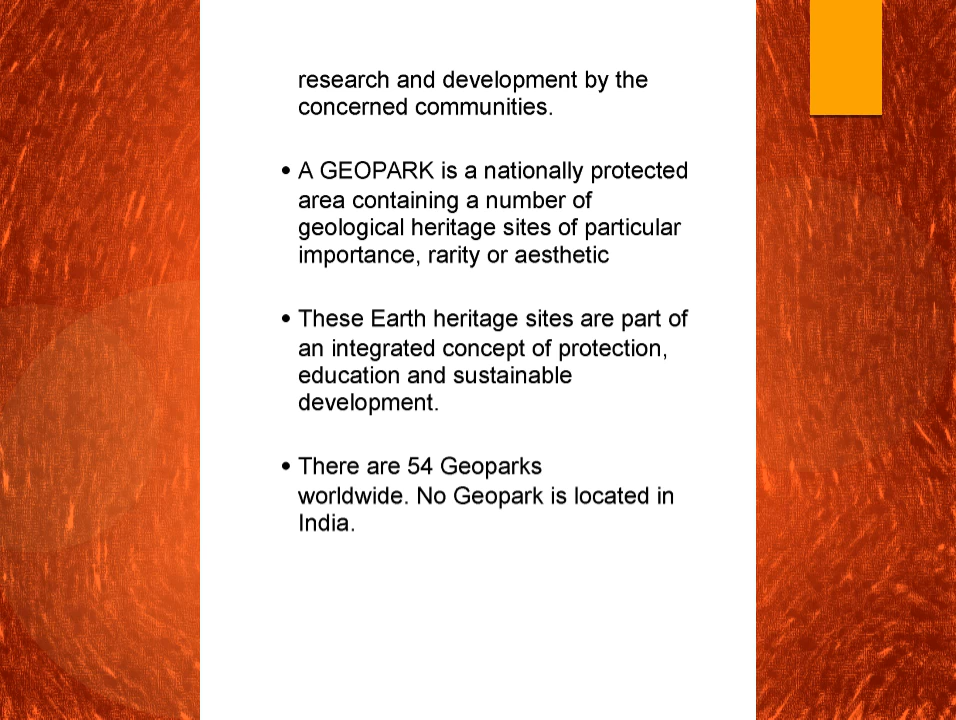 research and development by the
concerned communities.
• A GEOPARK is a nationally protected
area containing a number of
geological heritage sites of particular
importance, rarity or aesthetic
• These Earth heritage sites are part of
an integrated concept of protection,
education and sustainable
development.
• There are 54 Geoparks
worldwide. No Geopark is located in
India.